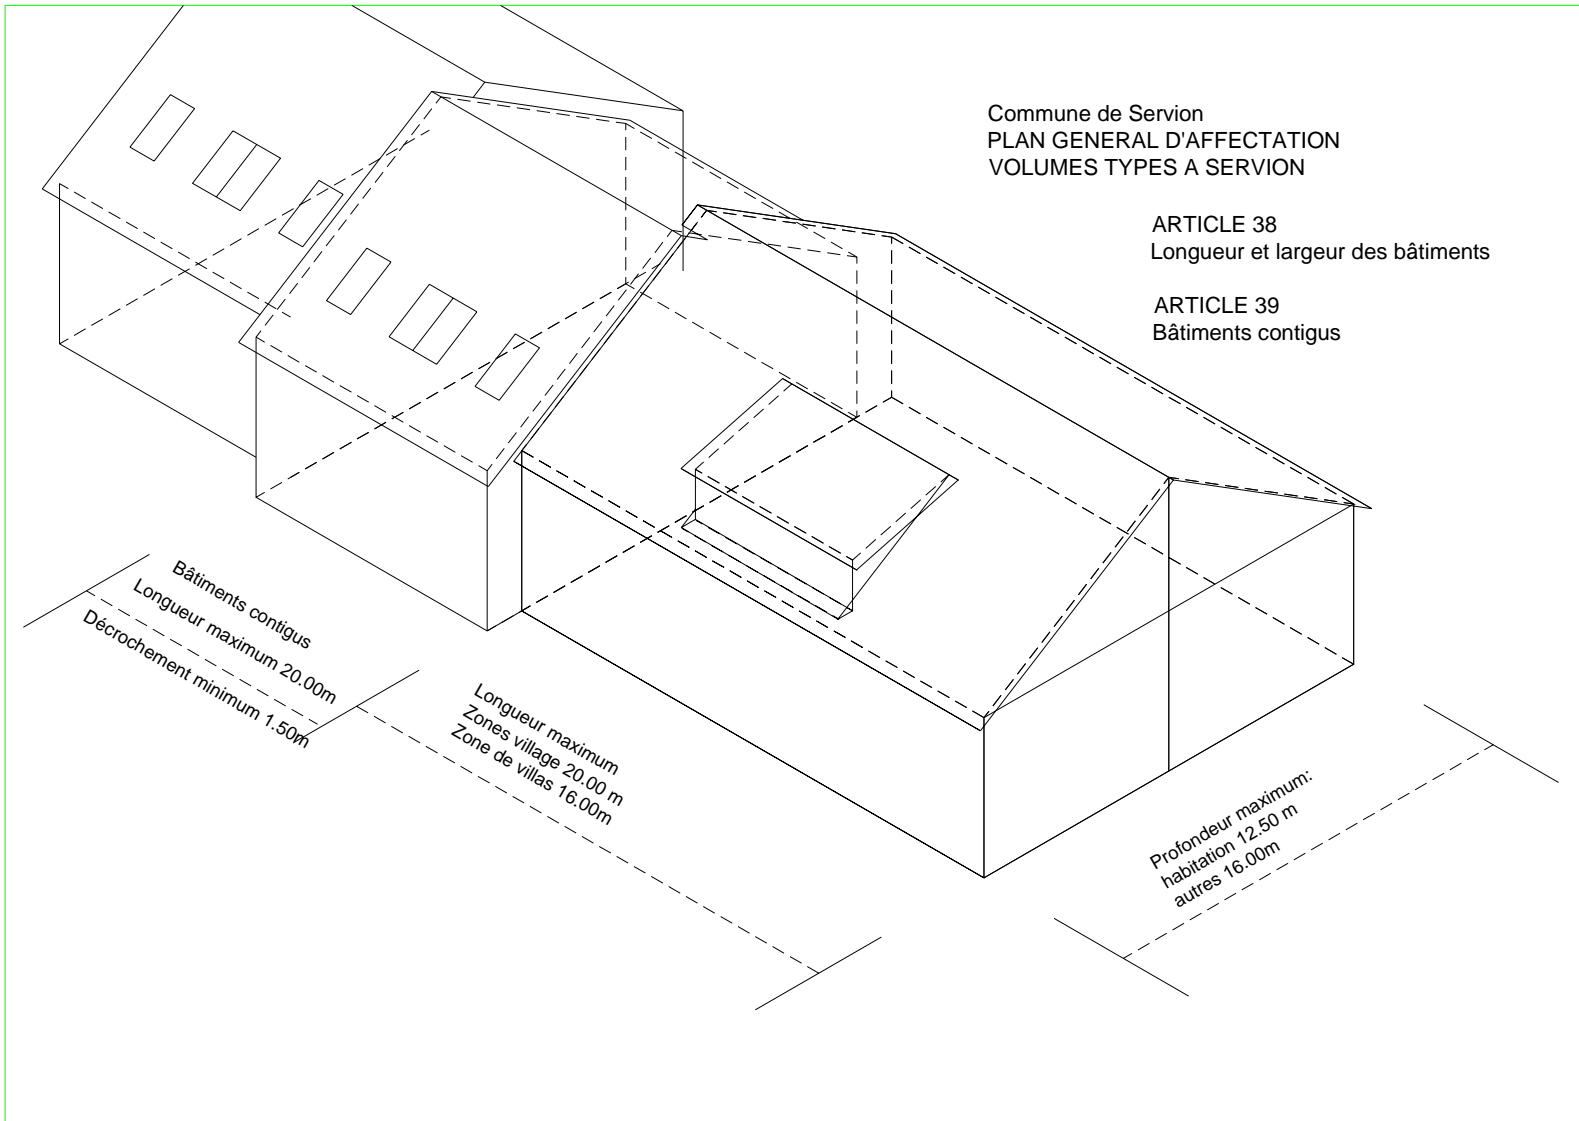 Commune de Servion
PLAN GENERAL D'AFFECTATION
VOLUMES TYPES A SERVION
ARTICLE 38
Longueur et largeur des bâtiments
ARTICLE 39
Bâtiments contigus
Bâtiments contigus
Longueur maximum 20.00m
Décrochement minimum 1.50m
Longueur maximum
Zones village 20.00 m
Zone de villas 16.00m
Profondeur maximum:
habitation 12.50 m
autres 16.00m